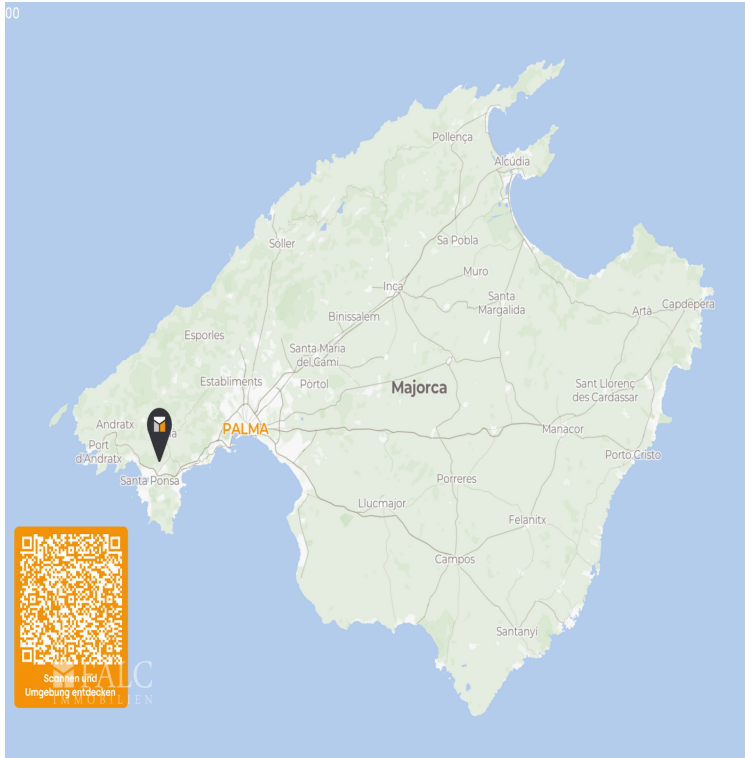 00
Pollença
Alcúdia
Sa Pobla
Sóller
Muro
Inca
Santa
Margalida
Capdepera
Artà
Binissalem
Esporles
Santa Maria
del Camí
Establiments
Pòrtol
Majorca
Sant Llorenç
des Cardassar
Andratx
PALMA
Manacor
Port
d'Andratx
Porto Cristo
Santa Ponsa
Porreres
Llucmajor
Felanitx
Campos
Santanyí
Scannen und
Umgebung entdecken
FALC
IMMOBILIEN